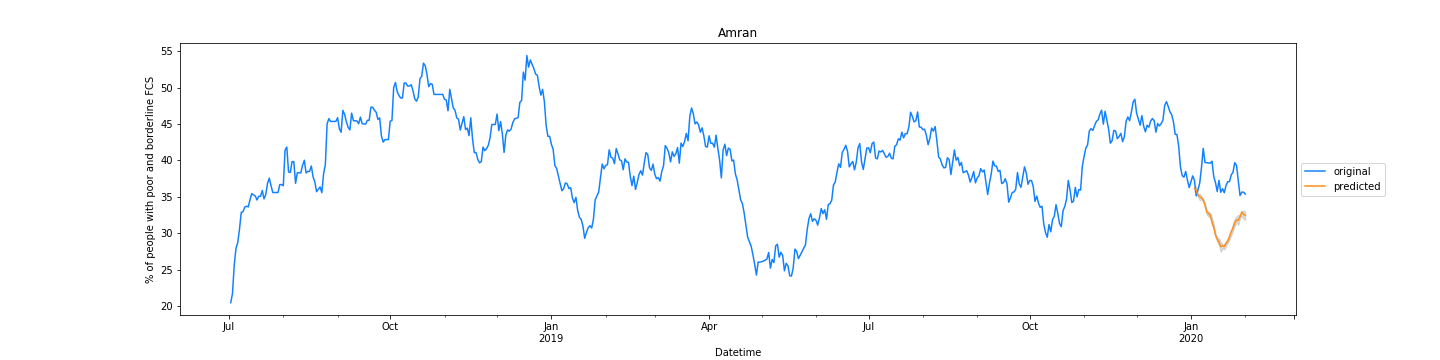 Amran
% of people with poor and borderline FCS
55
50
45
40
35
30
25
20
Jul
Oct
Jan
2019
Apr
Jul
Oct
Jan
2020
Datetime
original
predicted